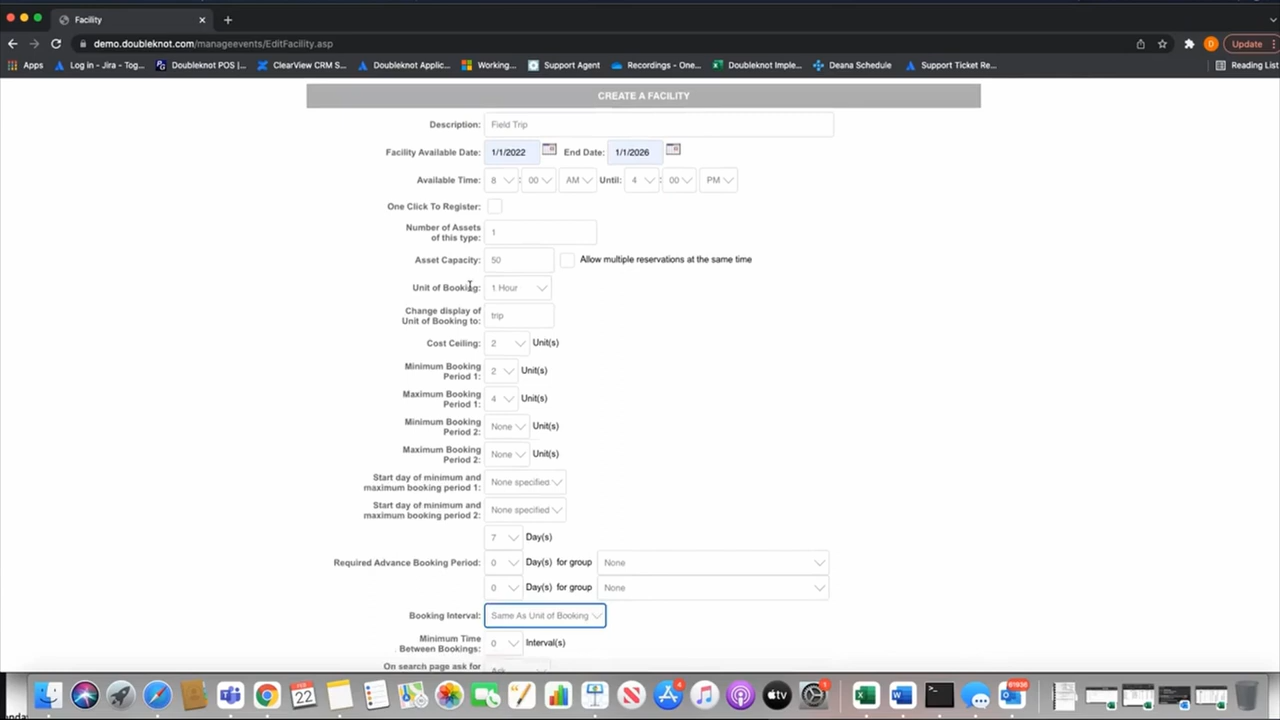 Facility
demo.doubleknot.com/manageevents/EditFacility.asp
D
Update
Apps
Log in - Jira - Tog...
Doubleknot POS |...
ClearView CRM S...
Doubleknot Applic...
Working...
Support Agent
Recordings - One...
Doubleknot Imple...
Deana Schedule
Support Ticket Re...
Reading List
CREATE A FACILITY
Description: Field Trip
Facility Available Date: 1/1/2022 End Date: 1/1/2026
Available Time: 8 : 00 AM Until: 4 : 00 PM
One Click To Register:
Number of Assets
of this type: 1
Asset Capacity: 50 Allow multiple reservations at the same time
Unit of Booking: 1 Hour
Change display of
Unit of Booking to: trip
Cost Ceiling: 2 Unit(s)
Minimum Booking
Period 1: 2 Unit(s)
Maximum Booking
Period 1: 4 Unit(s)
Minimum Booking
Period 2: None Unit(s)
Maximum Booking
Period 2: None Unit(s)
Start day of minimum and
maximum booking period 1: None specified
Start day of minimum and
maximum booking period 2: None specified
7 Day(s)
Required Advance Booking Period: 0 Day(s) for group None
0 Day(s) for group None
Booking Interval: Same As Unit of Booking
Minimum Time
Between Bookings: 0 Interval(s)
On search page ask for
Ask
FEB
22
4
tv
1
61936